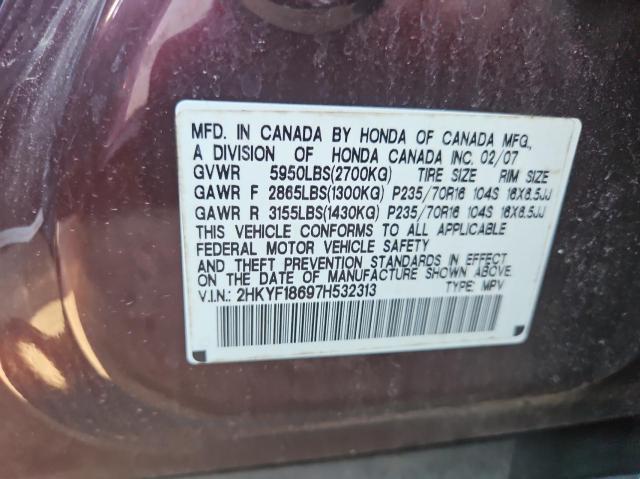 MFD. IN CANADA BY HONDA OF CANADA MFG.,
A DIVISION OF HONDA CANADA INC. 02/07
GVWR 5950LBS(2700KG) TIRE SIZE RIM SIZE
GAWR F 2865LBS(1300KG) P235/70R16 104S 16X6.5JJ
GAWR R 3155LBS(1430KG) P235/70R16 104S 16X6.5JJ
THIS VEHICLE CONFORMS TO ALL APPLICABLE
FEDERAL MOTOR VEHICLE SAFETY
AND THEFT PREVENTION STANDARDS IN EFFECT
ON THE DATE OF MANUFACTURE SHOWN ABOVE.
V.I.N.: 2HKYF18697H532313 TYPE: MPV